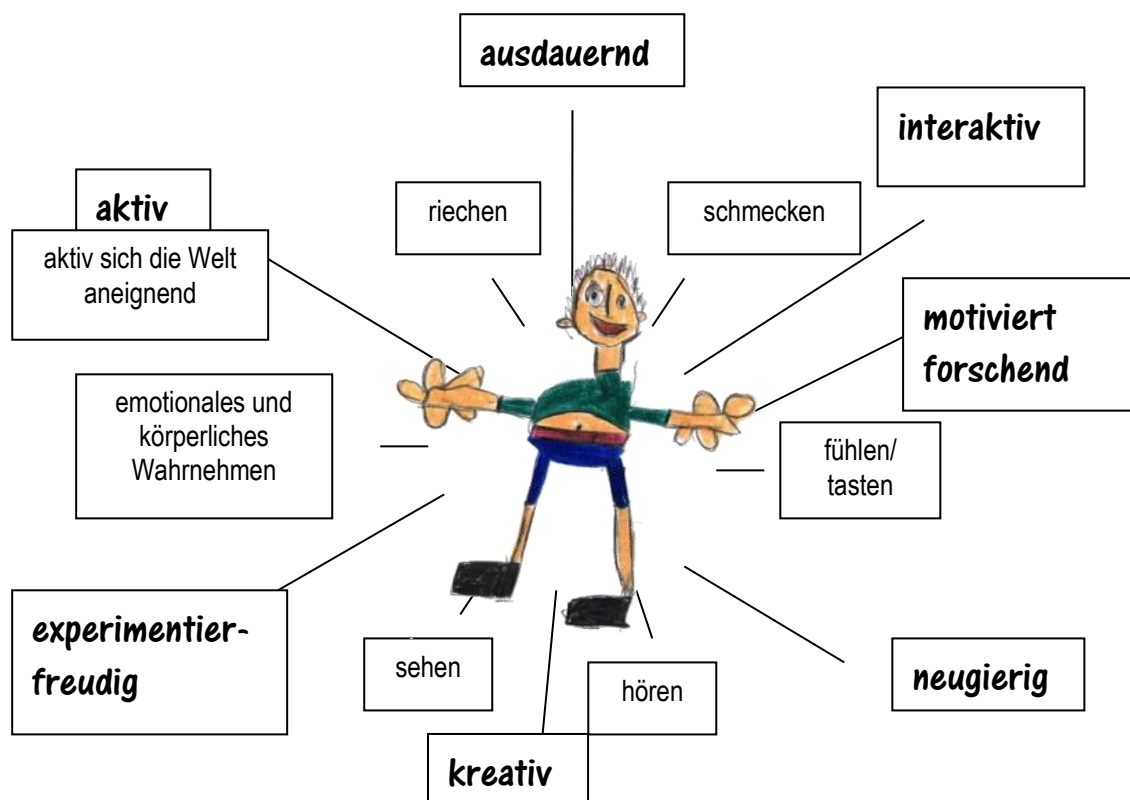 ausdauernd
interaktiv
aktiv
riechen
schmecken
aktiv sich die Welt
aneignend
motiviert
forschend
emotionales und
körperliches
Wahrnehmen
fühlen/
tasten
experimentier-
freudig
sehen
hören
neugierig
kreativ